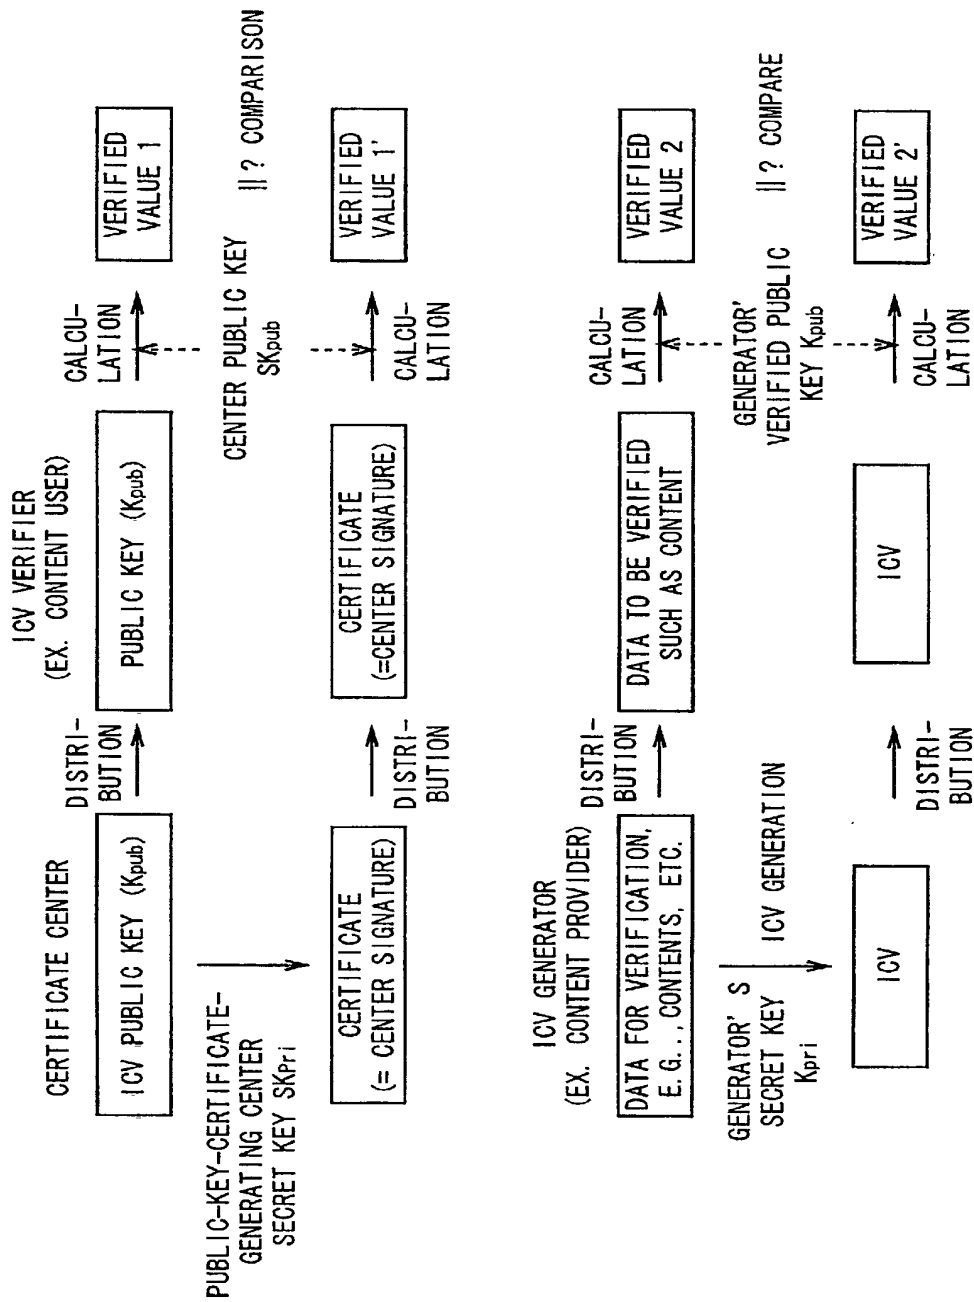 CERTIFICATE CENTER
ICV PUBLIC KEY (Kpub)
PUBLIC-KEY-CERTIFICATE-
GENERATING CENTER
SECRET KEY SKPri
CERTIFICATE
(= CENTER SIGNATURE)
DISTRI-
BUTION
DISTRI-
BUTION
ICV VERIFIER
(EX. CONTENT USER)
PUBLIC KEY (Kpub)
CERTIFICATE
(=CENTER SIGNATURE)
CALCU-
LATION
CENTER PUBLIC KEY
SKpub
CALCU-
LATION
VERIFIED
VALUE 1
||? COMPARISON
VERIFIED
VALUE 1'
ICV GENERATOR
(EX. CONTENT PROVIDER)
DATA FOR VERIFICATION,
E.G.,.CONTENTS, ETC.
GENERATOR' S
SECRET KEY
Kpri
ICV GENERATION
ICV
DISTRI-
BUTION
DISTRI-
BUTION
DATA TO BE VERIFIED
SUCH AS CONTENT
ICV
CALCU-
LATION
GENERATOR'
VERIFIED PUBLIC
KEY Kpub
CALCU-
LATION
VERIFIED
VALUE 2
||? COMPARE
VERIFIED
VALUE 2'